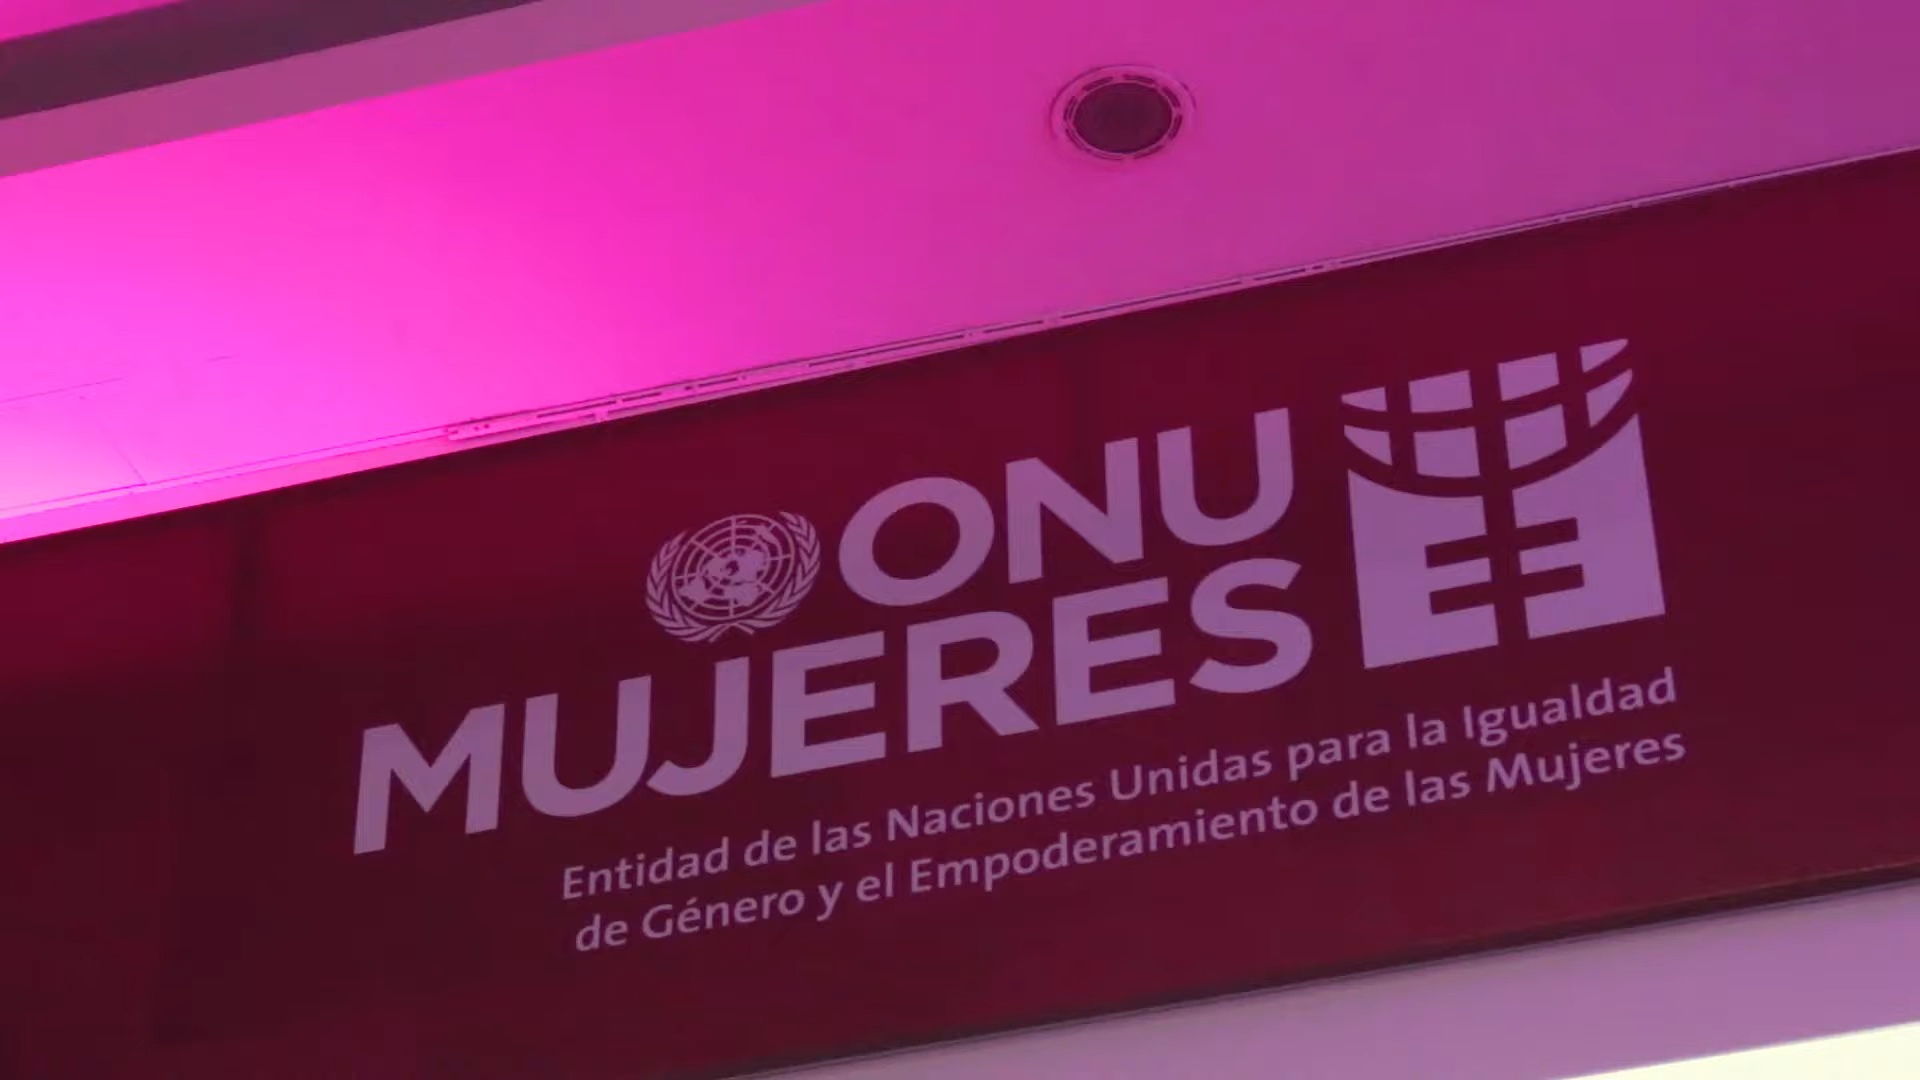 ONU
MUJERES
Entidad de las Naciones Unidas para la Igualdad
de Género y el Empoderamiento de las Mujeres